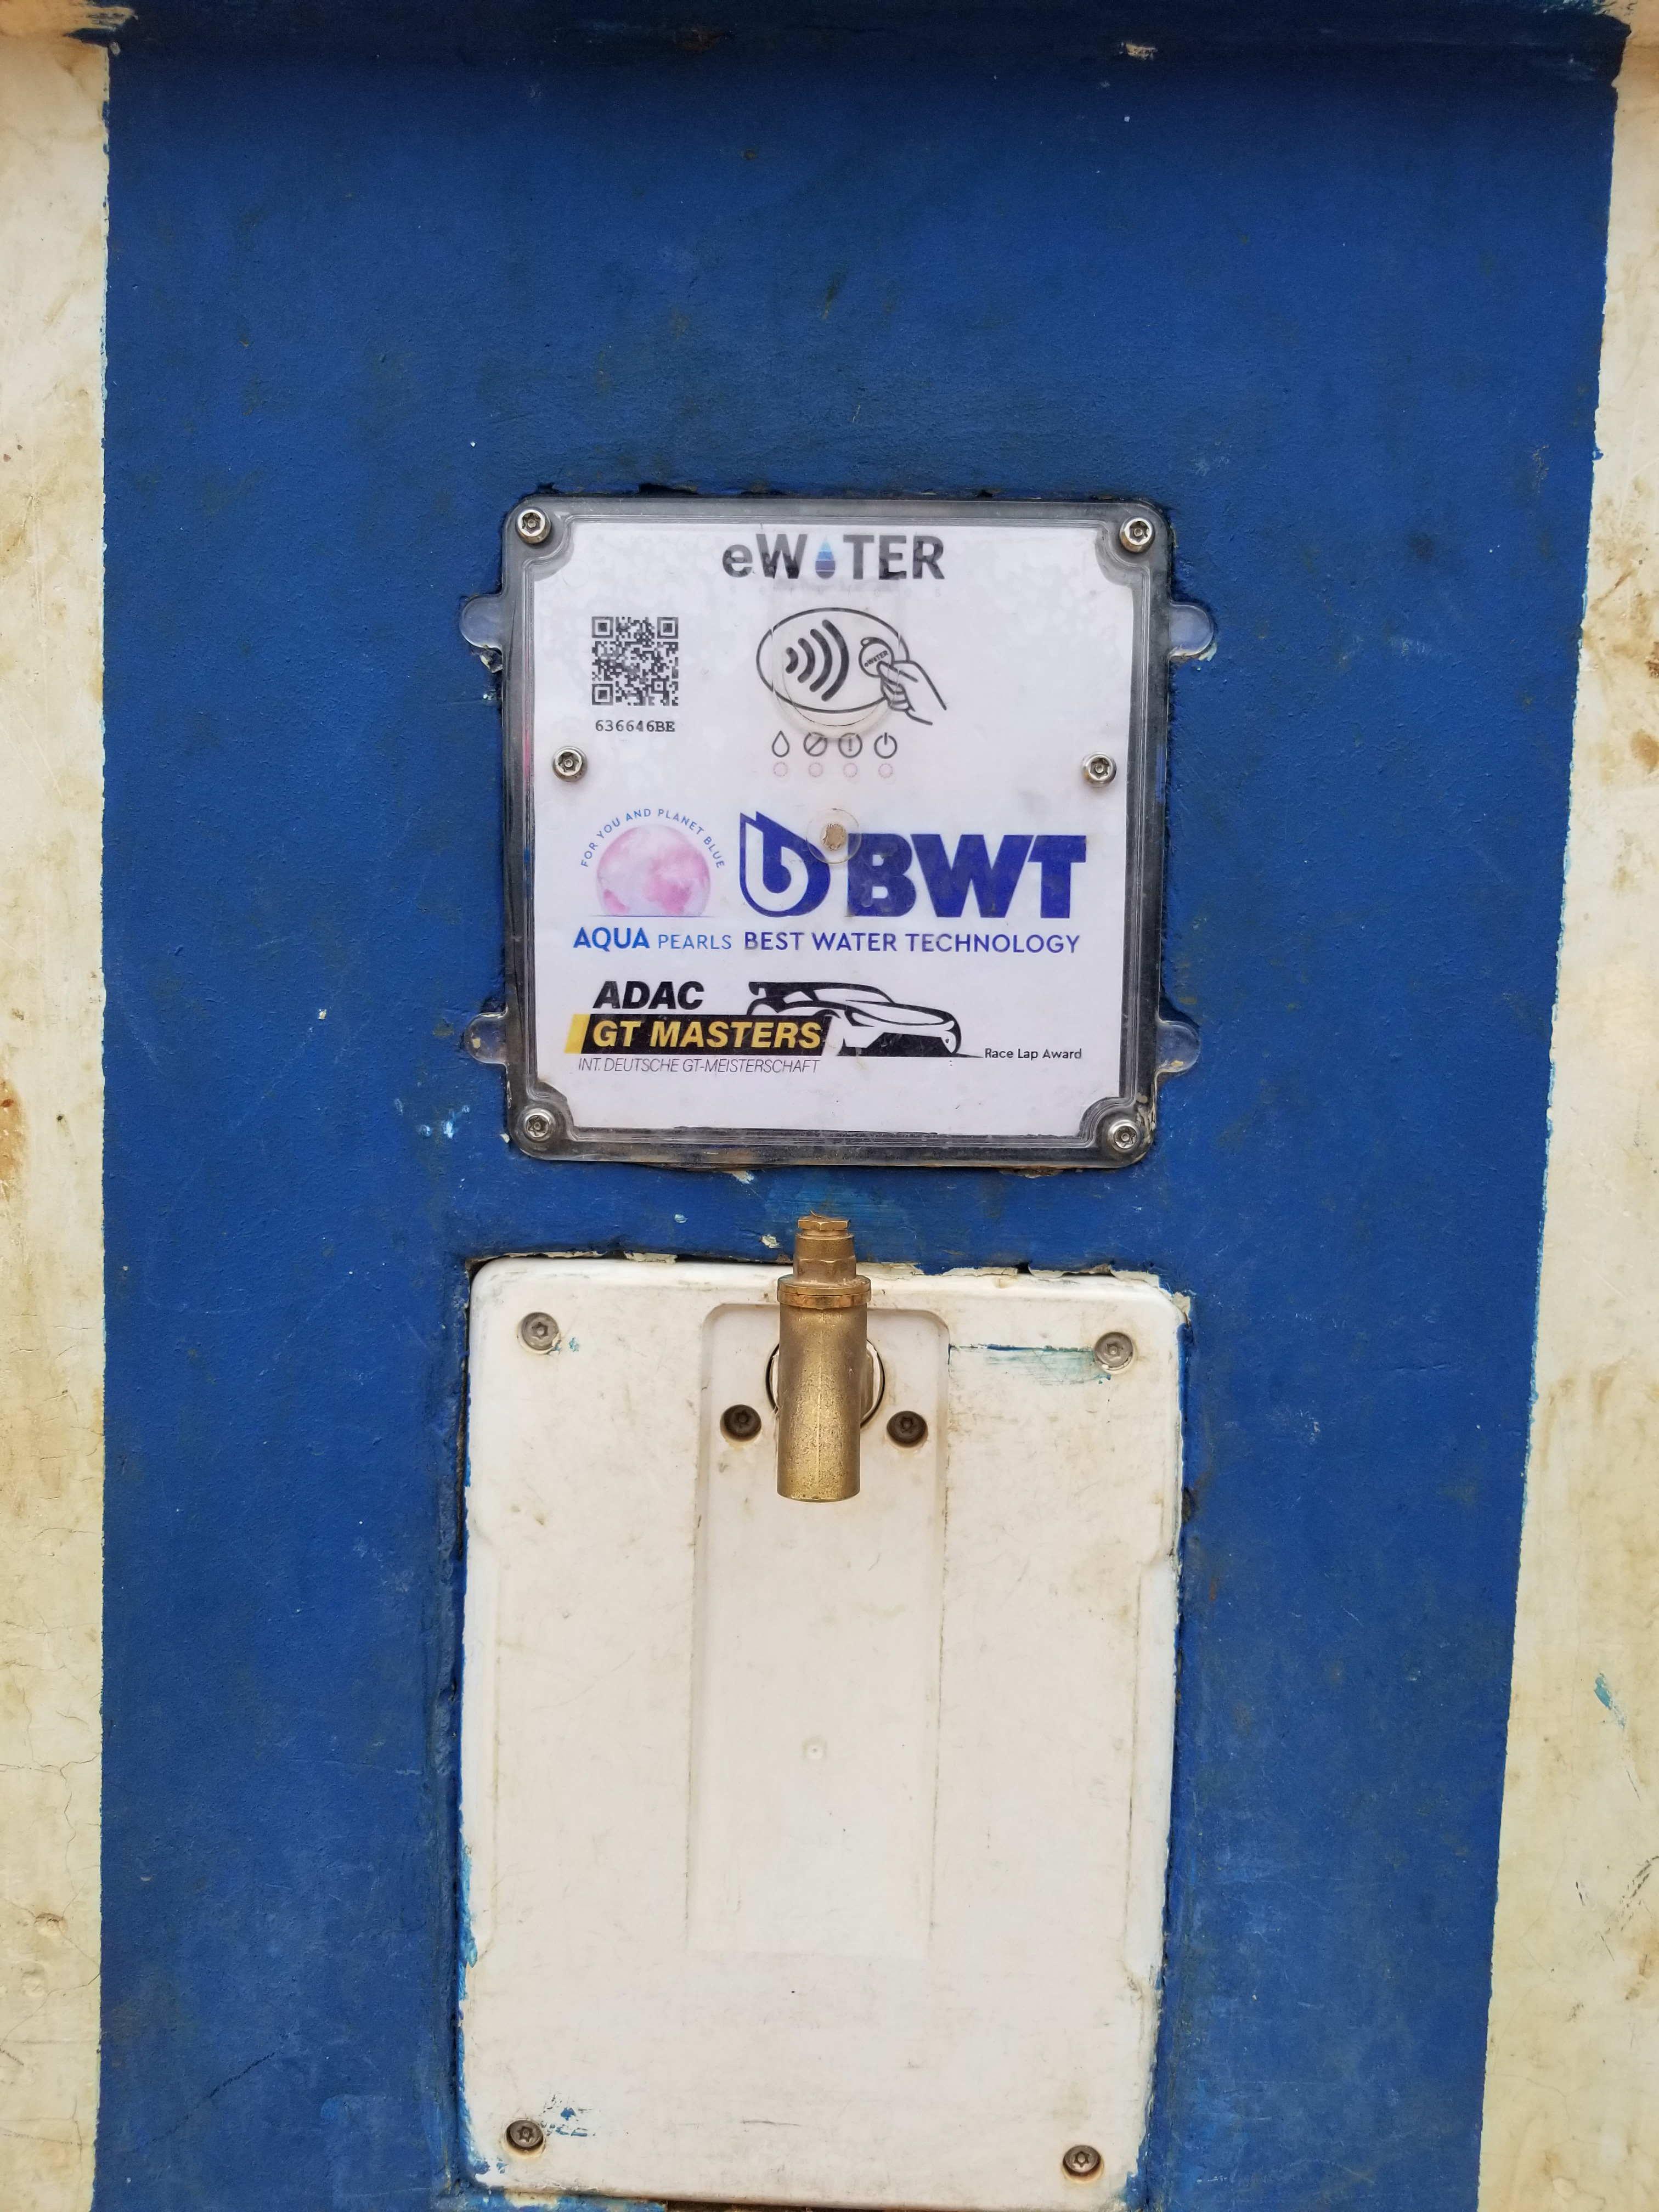 eWATER
eWATER
636646BE
FOR YOU AND PLANET BLUE
BWT
AQUA PEARLS BEST WATER TECHNOLOGY
ADAC
GT MASTERS
INT. DEUTSCHE GT-MEISTERSCHAFT
Race Lap Award